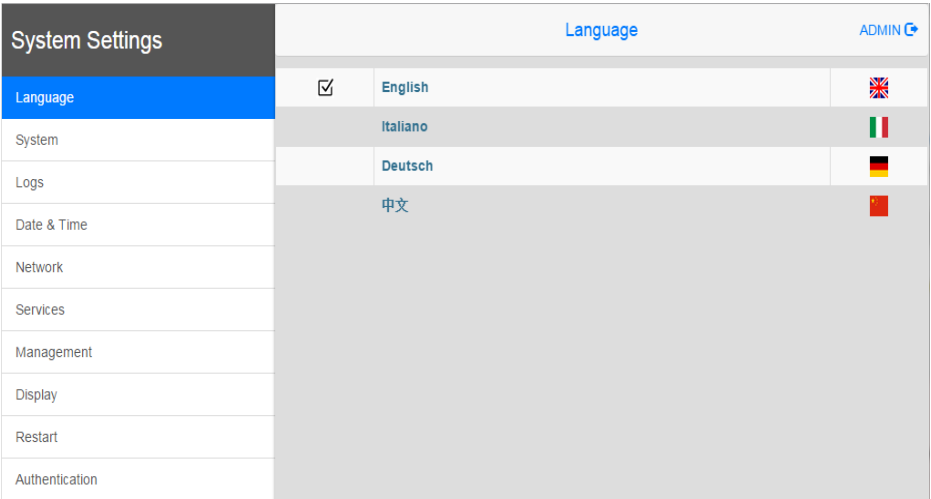 System Settings
Language
System
Logs
Date & Time
Network
Services
Management
Display
Restart
Authentication
Language
ADMIN
English
Italiano
Deutsch
中文